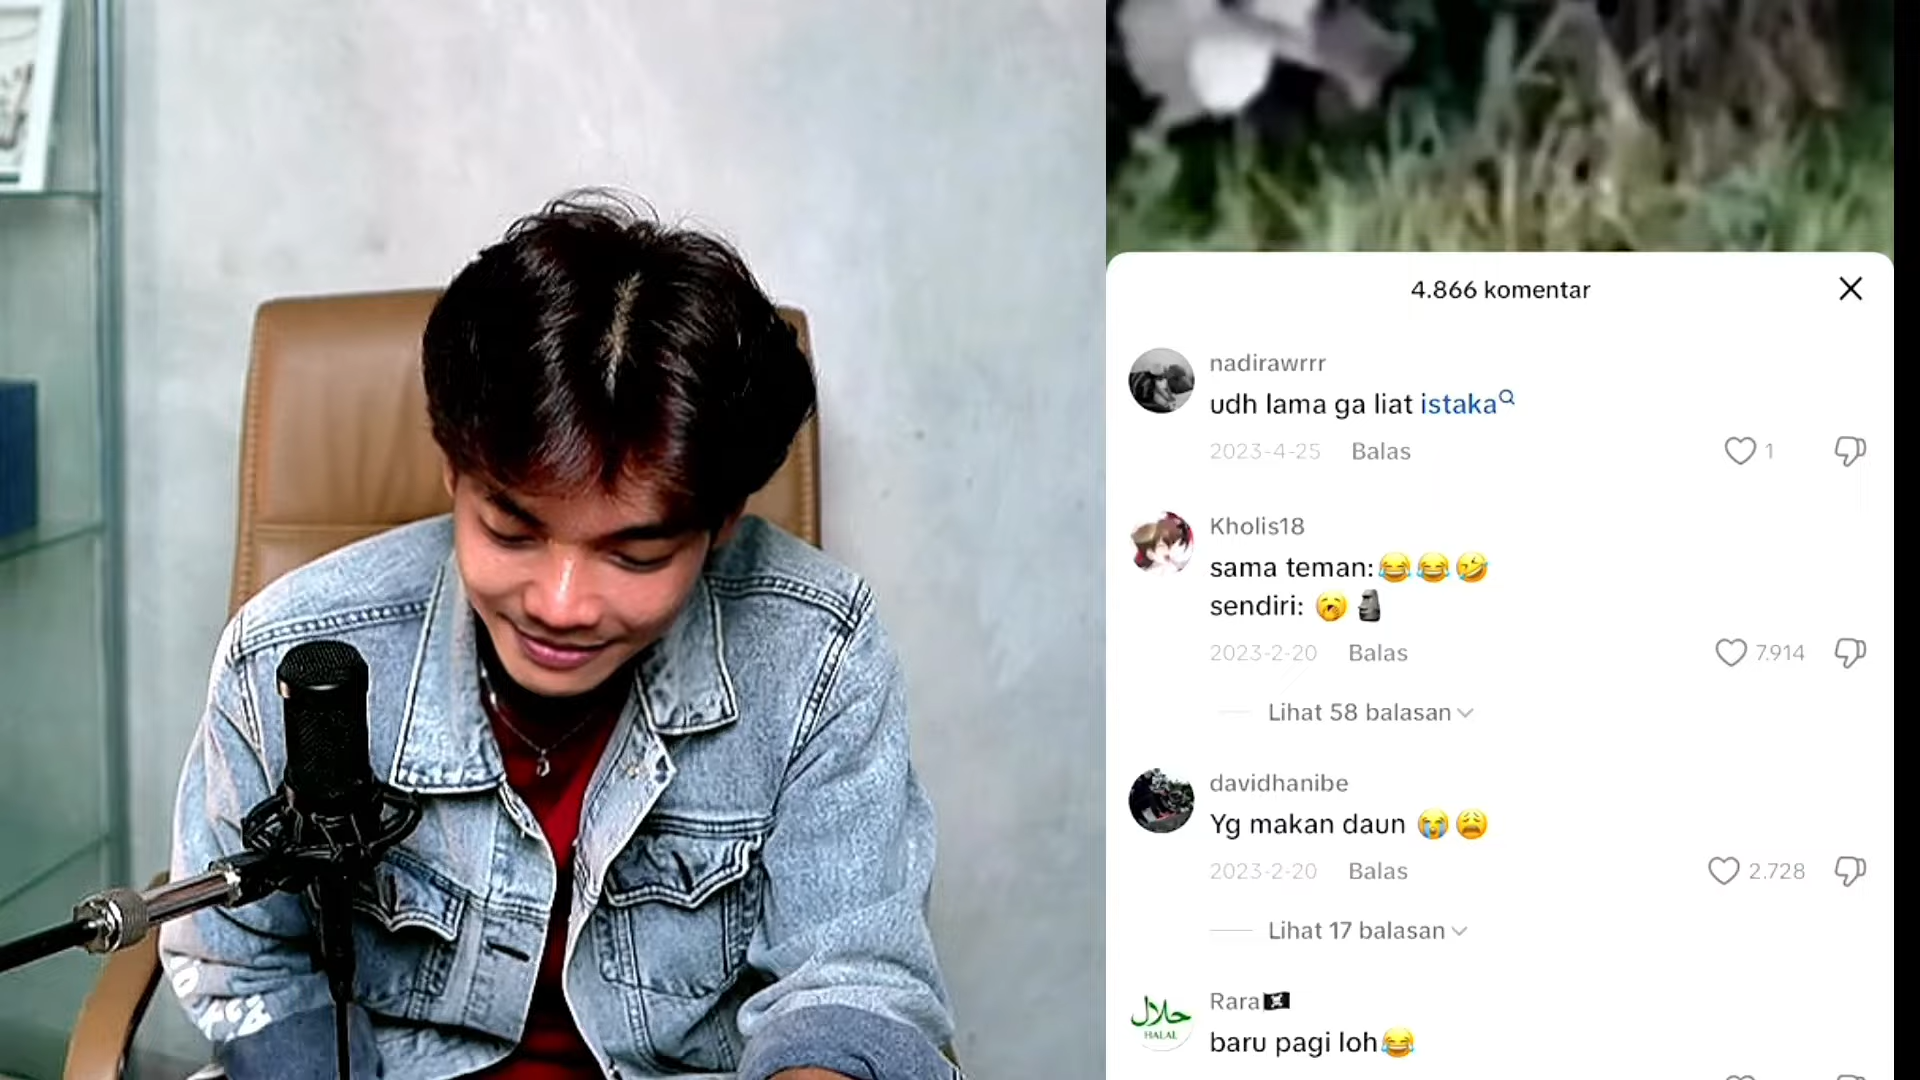 4.866 komentar
nadirawrrr
udh lama ga liat istaka
2023-4-25 Balas 1
Kholis18
sama teman:😂😂🤣
sendiri: 🥱🗿
2023-2-20 Balas 7.914
Lihat 58 balasan
davidhanibe
Yg makan daun 😭😩
2023-2-20 Balas 2.728
Lihat 17 balasan
Rara🏴‍☠️
حلال
HALAL
baru pagi loh😂